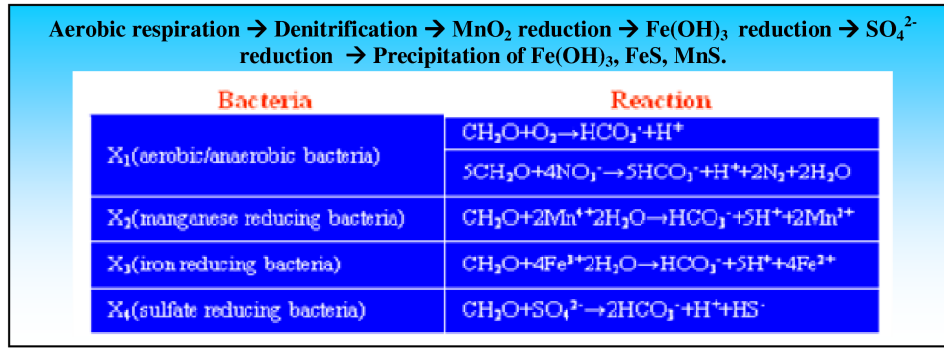 Aerobic respiration → Denitrification → MnO₂ reduction → Fe(OH)₃ reduction → SO₄²⁻
reduction → Precipitation of Fe(OH)₃, FeS, MnS.
Bacteria Reaction
X₁(aerobic/anaerobic bacteria)
CH₂O+O₂→HCO₃⁻+H⁺
5CH₂O+4NO₃⁻→5HCO₃⁻+H⁺+2N₂+2H₂O
X₂(manganese reducing bacteria) CH₂O+2Mn⁴⁺2H₂O→HCO₃⁻+5H⁺+2Mn²⁺
X₃(iron reducing bacteria) CH₂O+4Fe³⁺2H₂O→HCO₃⁻+5H⁺+4Fe²⁺
X₄(sulfate reducing bacteria) CH₂O+SO₄²⁻→2HCO₃⁻+H⁺+HS⁻